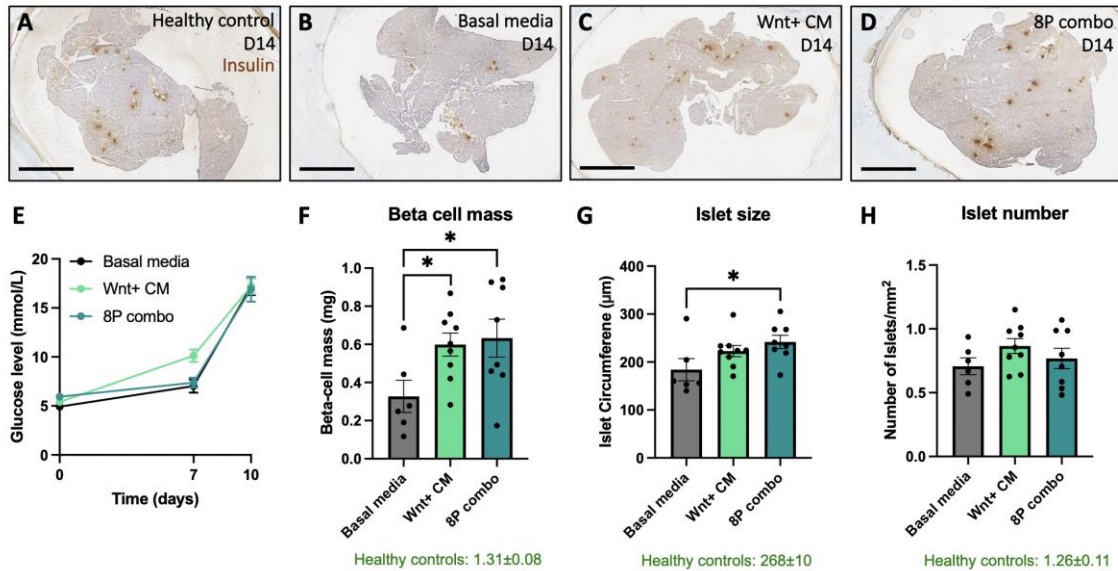 A
Healthy control
D14
Insulin
B
Basal media
D14
C
Wnt+ CM
D14
D
8P combo
D14
E
Glucose level (mmol/L)
20
15
10
5
0
0
7
10
Time (days)
Basal media
Wnt+ CM
8P combo
F
Beta cell mass
Beta-cell mass (mg)
1.0
0.8
0.6
0.4
0.2
0.0
*
*
Basal media
Wnt+ CM
8P combo
Healthy controls: 1.31±0.08
G
Islet size
Islet Circumferene (µm)
400
300
200
100
0
*
Basal media
Wnt+ CM
8P combo
Healthy controls: 268±10
H
Islet number
Number of Islets/mm²
1.5
1.0
0.5
0.0
Basal media
Wnt+ CM
8P combo
Healthy controls: 1.26±0.11